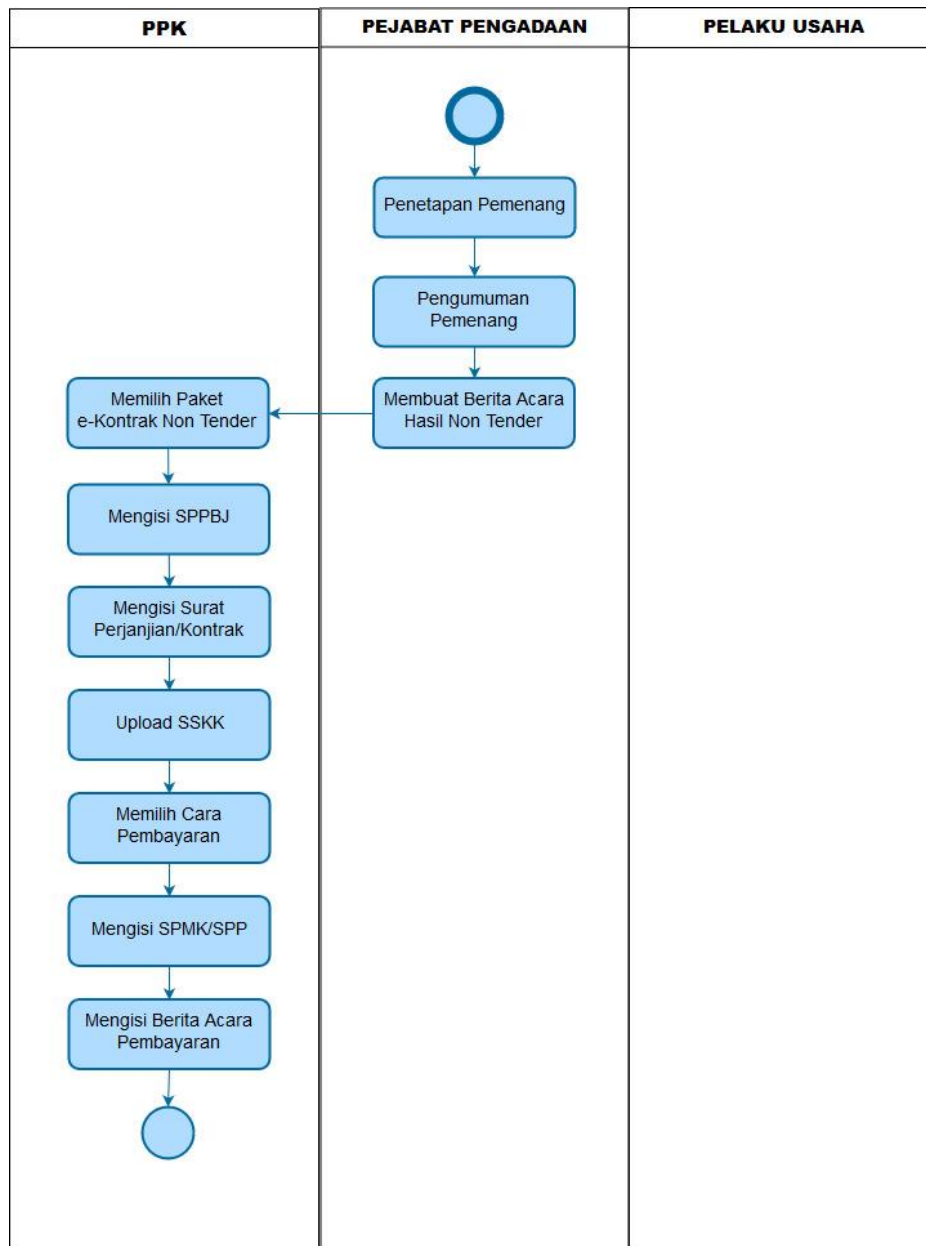 PPK
PEJABAT PENGADAAN
PELAKU USAHA
Penetapan Pemenang
Pengumuman
Pemenang
Membuat Berita Acara
Hasil Non Tender
Memilih Paket
e-Kontrak Non Tender
Mengisi SPPBJ
Mengisi Surat
Perjanjian/Kontrak
Upload SSKK
Memilih Cara
Pembayaran
Mengisi SPMK/SPP
Mengisi Berita Acara
Pembayaran